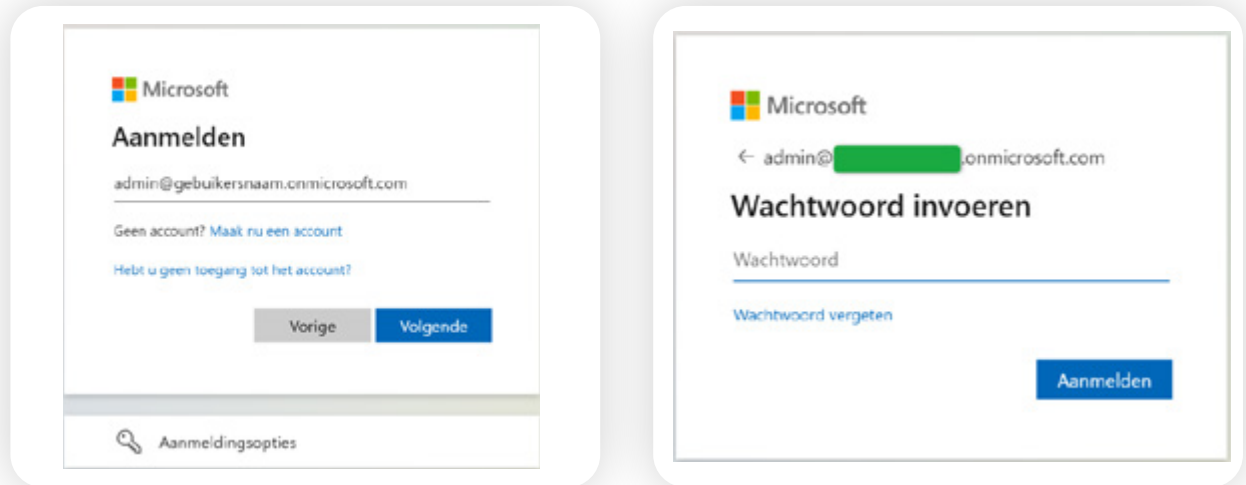 Microsoft
Aanmelden
admin@gebuikersnaam.onmicrosoft.com
Geen account? Maak nu een account
Hebt u geen toegang tot het account?
Vorige
Volgende
Aanmeldingsopties
Microsoft
← admin@ .onmicrosoft.com
Wachtwoord invoeren
Wachtwoord
Wachtwoord vergeten
Aanmelden